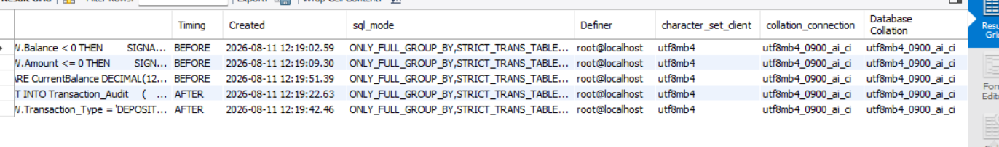 Result Grid Filter Rows: Export: Wrap Cell Content:
Timing Created sql_mode Definer character_set_client collation_connection Database Collation
W.Balance < 0 THEN SIGNA... BEFORE 2026-08-11 12:19:02.59 ONLY_FULL_GROUP_BY,STRICT_TRANS_TABLE... root@localhost utf8mb4 utf8mb4_0900_ai_ci utf8mb4_0900_ai_ci
W.Amount <= 0 THEN SIGN... BEFORE 2026-08-11 12:19:09.30 ONLY_FULL_GROUP_BY,STRICT_TRANS_TABLE... root@localhost utf8mb4 utf8mb4_0900_ai_ci utf8mb4_0900_ai_ci
ARE CurrentBalance DECIMAL(12... BEFORE 2026-08-11 12:19:51.39 ONLY_FULL_GROUP_BY,STRICT_TRANS_TABLE... root@localhost utf8mb4 utf8mb4_0900_ai_ci utf8mb4_0900_ai_ci
T INTO Transaction_Audit ( ... AFTER 2026-08-11 12:19:22.63 ONLY_FULL_GROUP_BY,STRICT_TRANS_TABLE... root@localhost utf8mb4 utf8mb4_0900_ai_ci utf8mb4_0900_ai_ci
W.Transaction_Type = 'DEPOSIT... AFTER 2026-08-11 12:19:42.46 ONLY_FULL_GROUP_BY,STRICT_TRANS_TABLE... root@localhost utf8mb4 utf8mb4_0900_ai_ci utf8mb4_0900_ai_ci
Resu
Gri
For
Edit